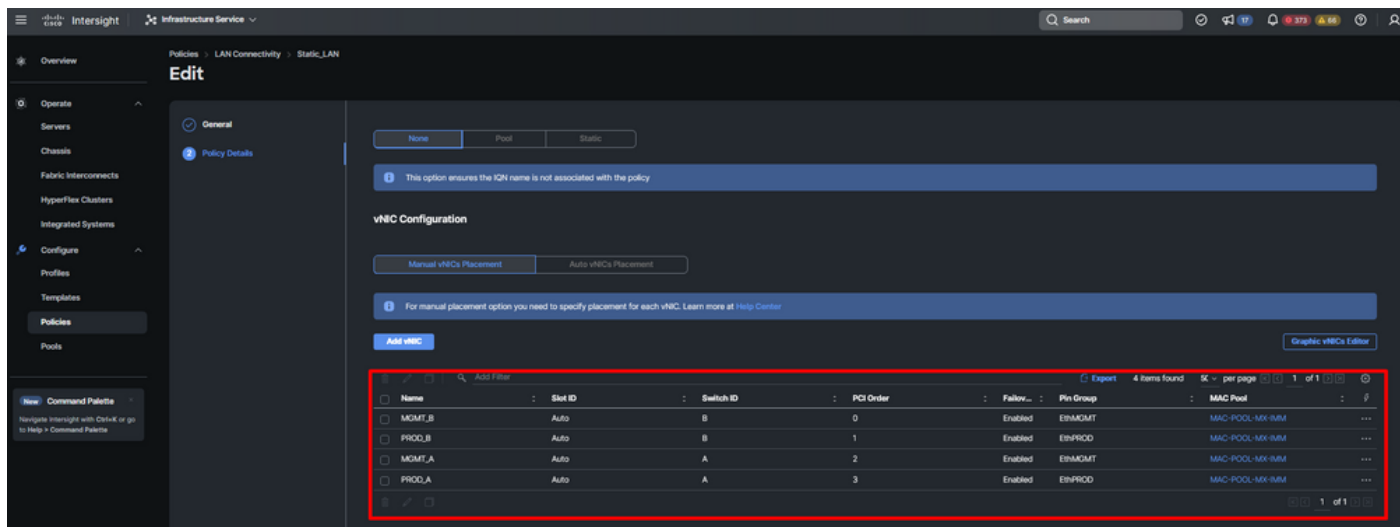 cisco Intersight Infrastructure Service Search 17 373 66
Overview
Operate
Servers
Chassis
Fabric Interconnects
HyperFlex Clusters
Integrated Systems
Configure
Profiles
Templates
Policies
Pools
New Command Palette
Navigate Intersight with Ctrl+K or go
to Help > Command Palette
Policies > LAN Connectivity > Static_LAN
Edit
General
2 Policy Details
None Pool Static
This option ensures the IQN name is not associated with the policy
vNIC Configuration
Manual vNICs Placement Auto vNICs Placement
For manual placement option you need to specify placement for each vNIC. Learn more at Help Center
Add vNIC Graphic vNICs Editor
Add Filter Export 4 items found per page 1 of 1
Name Slot ID Switch ID PCI Order Failov... Pin Group MAC Pool
MGMT_B Auto B 0 Enabled EthMGMT MAC-POOL-MX-IMM ...
PROD_B Auto B 1 Enabled EthPROD MAC-POOL-MX-IMM ...
MGMT_A Auto A 2 Enabled EthMGMT MAC-POOL-MX-IMM ...
PROD_A Auto A 3 Enabled EthPROD MAC-POOL-MX-IMM ...
1 of 1